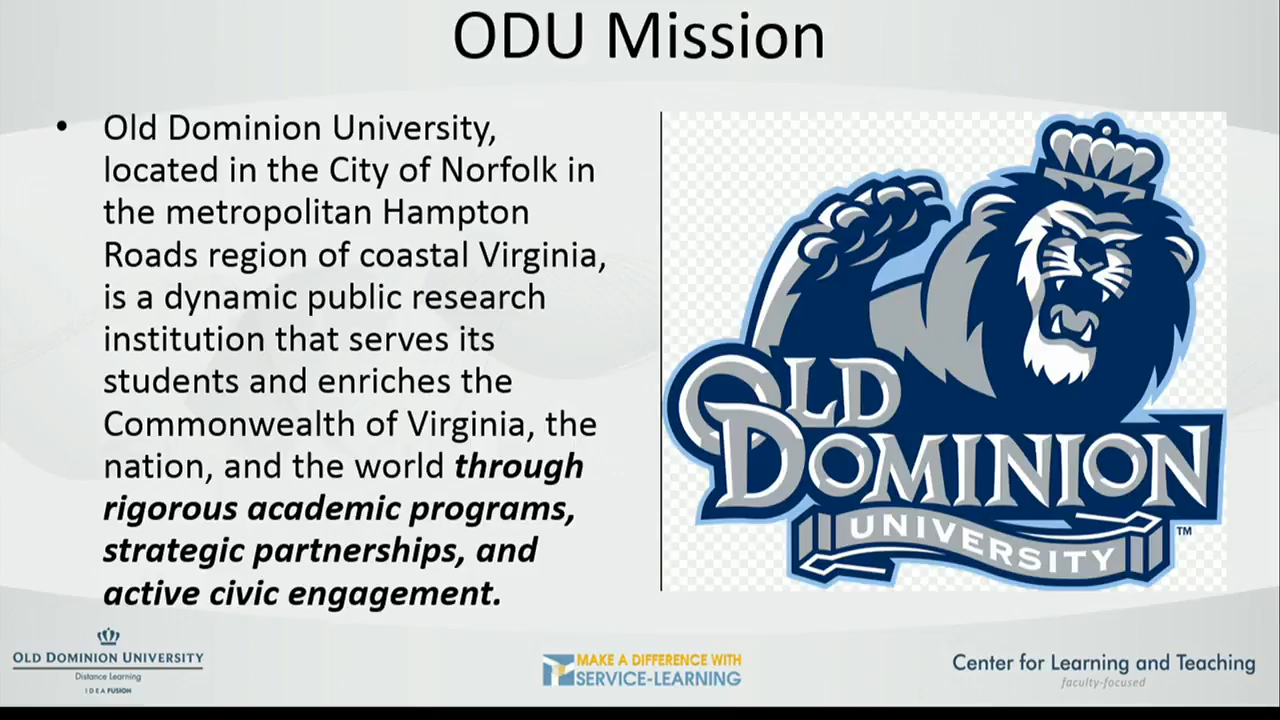 ODU Mission
• Old Dominion University,
located in the City of Norfolk in
the metropolitan Hampton
Roads region of coastal Virginia,
is a dynamic public research
institution that serves its
students and enriches the
Commonwealth of Virginia, the
nation, and the world through
rigorous academic programs,
strategic partnerships, and
active civic engagement.
OLD
DOMINION
UNIVERSITY
TM
OLD DOMINION UNIVERSITY
Distance Learning
IDEA FUSION
MAKE A DIFFERENCE WITH
SERVICE-LEARNING
Center for Learning and Teaching
faculty-focused